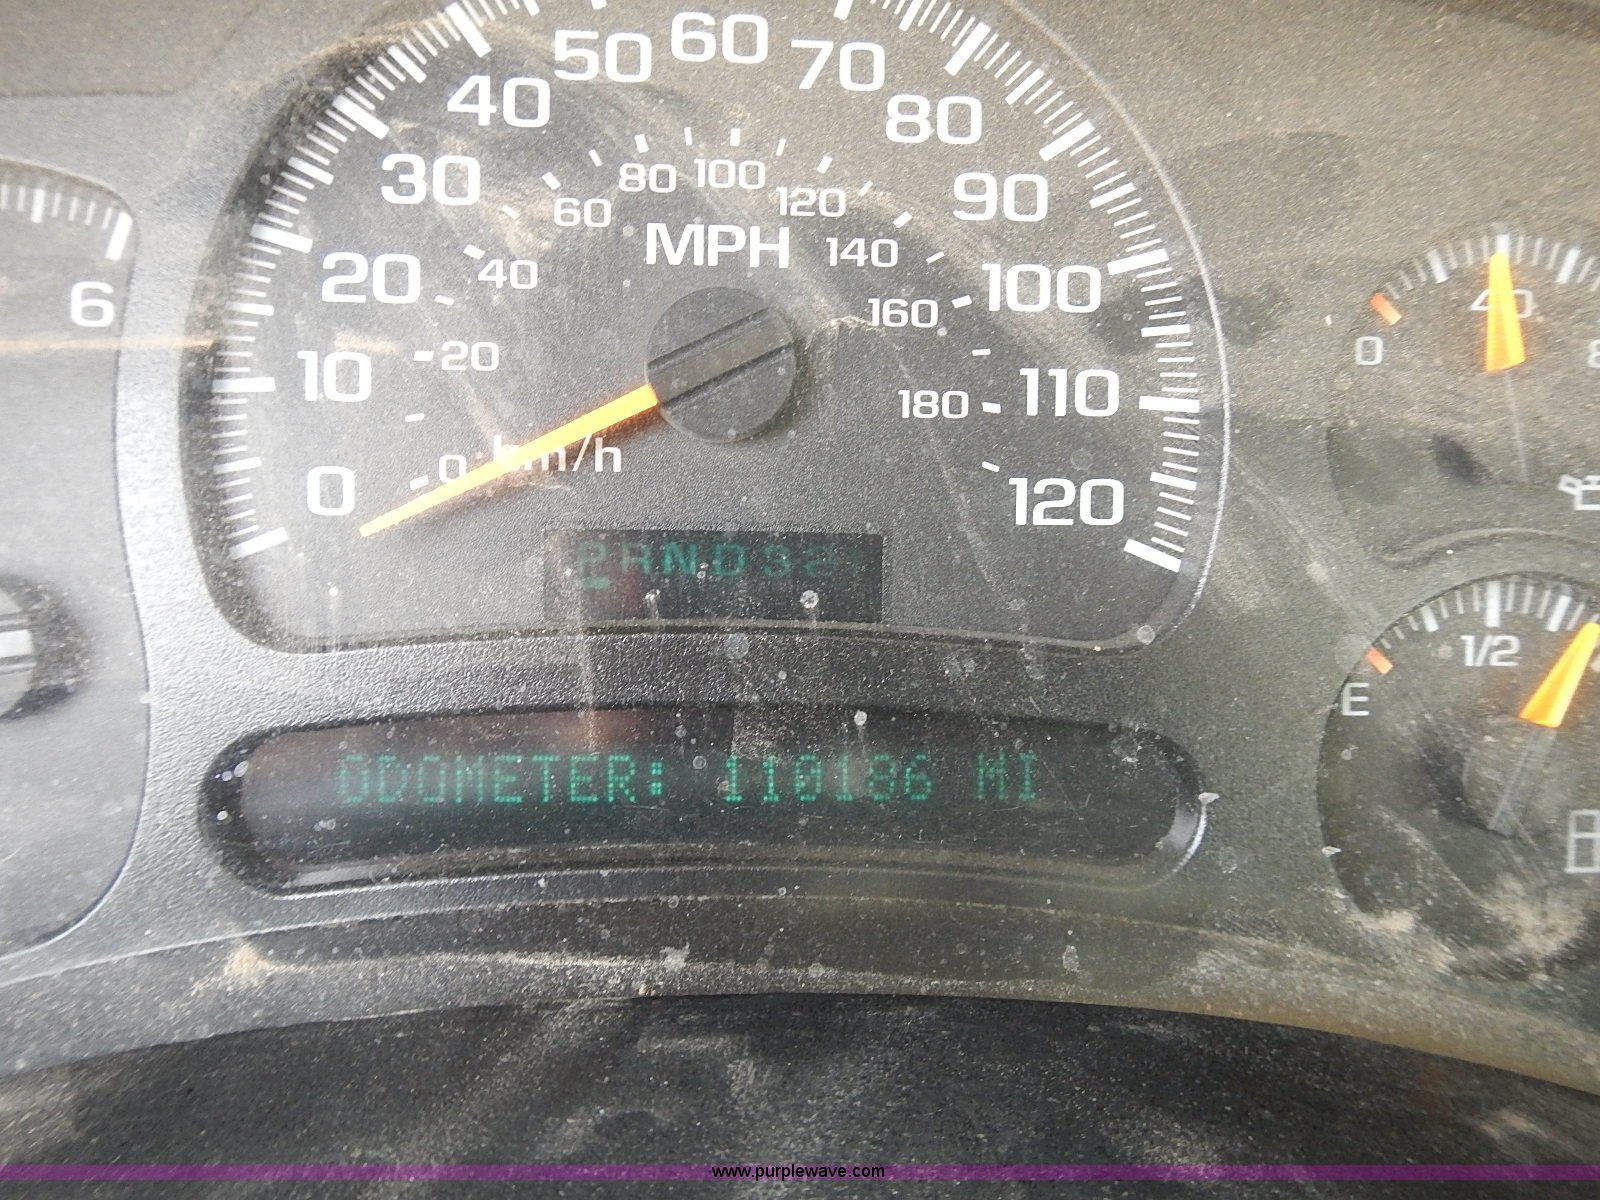 50 60 70
40 80
30 90
80 100 120
60 140
MPH
20 40 160 100
6
10 20 180 110
0 0 km/h 120
0 40
PRND32
1/2
E
ODOMETER: 110186 MI
www.purplewave.com